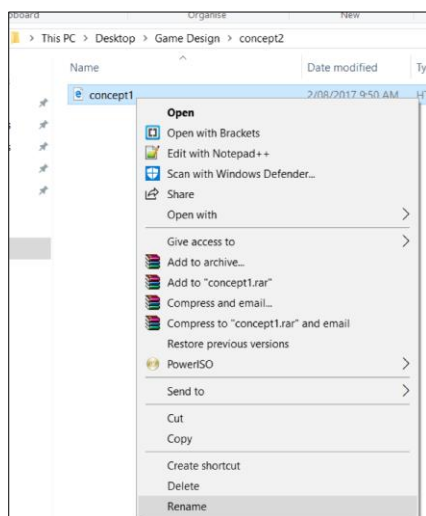 pboard
Organise
New
This PC > Desktop > Game Design > concept2
Name
Date modified
Ty
concept1
2/08/2017 9:50 AM
HT
Open
Open with Brackets
Edit with Notepad++
Scan with Windows Defender...
Share
Open with
Give access to
Add to archive...
Add to "concept1.rar"
Compress and email...
Compress to "concept1.rar" and email
Restore previous versions
PowerISO
Send to
Cut
Copy
Create shortcut
Delete
Rename